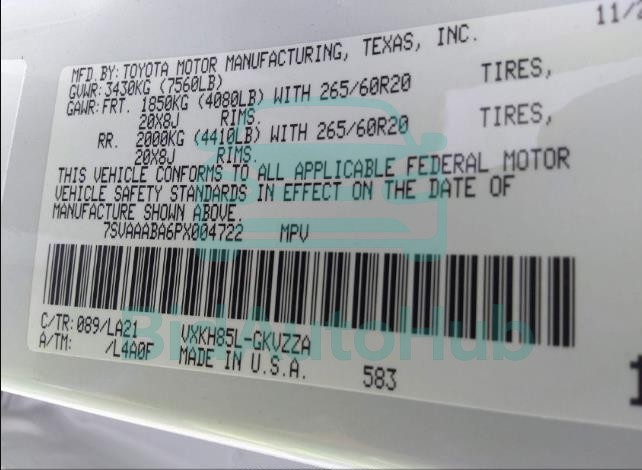 11/2
MFD.BY: TOYOTA MOTOR MANUFACTURING, TEXAS, INC.
GVWR: 3430KG (7560LB)
GAWR: FRT. 1850KG (4080LB) WITH 265/60R20 TIRES,
20X8J RIMS.
RR. 2000KG (4410LB) WITH 265/60R20 TIRES,
20X8J RIMS.
THIS VEHICLE CONFORMS TO ALL APPLICABLE FEDERAL MOTOR
VEHICLE SAFETY STANDARDS IN EFFECT ON THE DATE OF
MANUFACTURE SHOWN ABOVE.
7SVAAABA6PX004722 MPV
C/TR: 089/LA21 VXKH85L-GKVZZA
A/TM: /L4A0F MADE IN U.S.A. 583
BidAutoHub